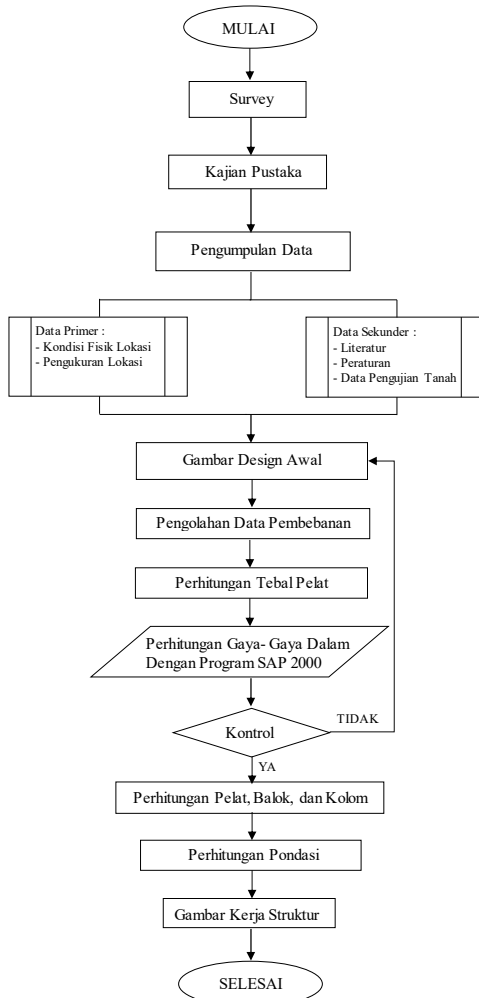 MULAI
Survey
Kajian Pustaka
Pengumpulan Data
Data Primer :
- Kondisi Fisik Lokasi
- Pengukuran Lokasi
Data Sekunder :
- Literatur
- Peraturan
- Data Pengujian Tanah
Gambar Design Awal
Pengolahan Data Pembebanan
Perhitungan Tebal Pelat
Perhitungan Gaya- Gaya Dalam
Dengan Program SAP 2000
Kontrol
TIDAK
YA
Perhitungan Pelat, Balok, dan Kolom
Perhitungan Pondasi
Gambar Kerja Struktur
SELESAI